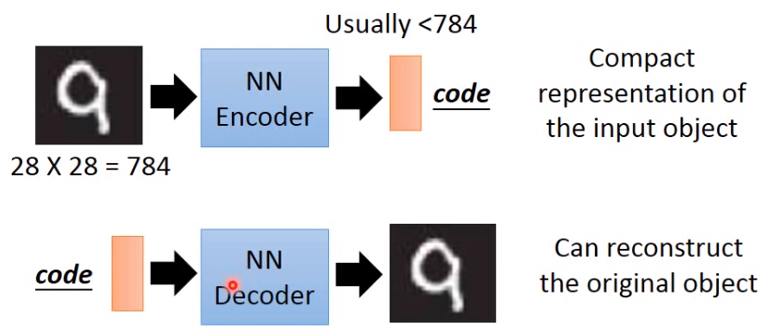 Usually <784
NN
Encoder
code
Compact
representation of
the input object
28 X 28 = 784
code
NN
Decoder
Can reconstruct
the original object